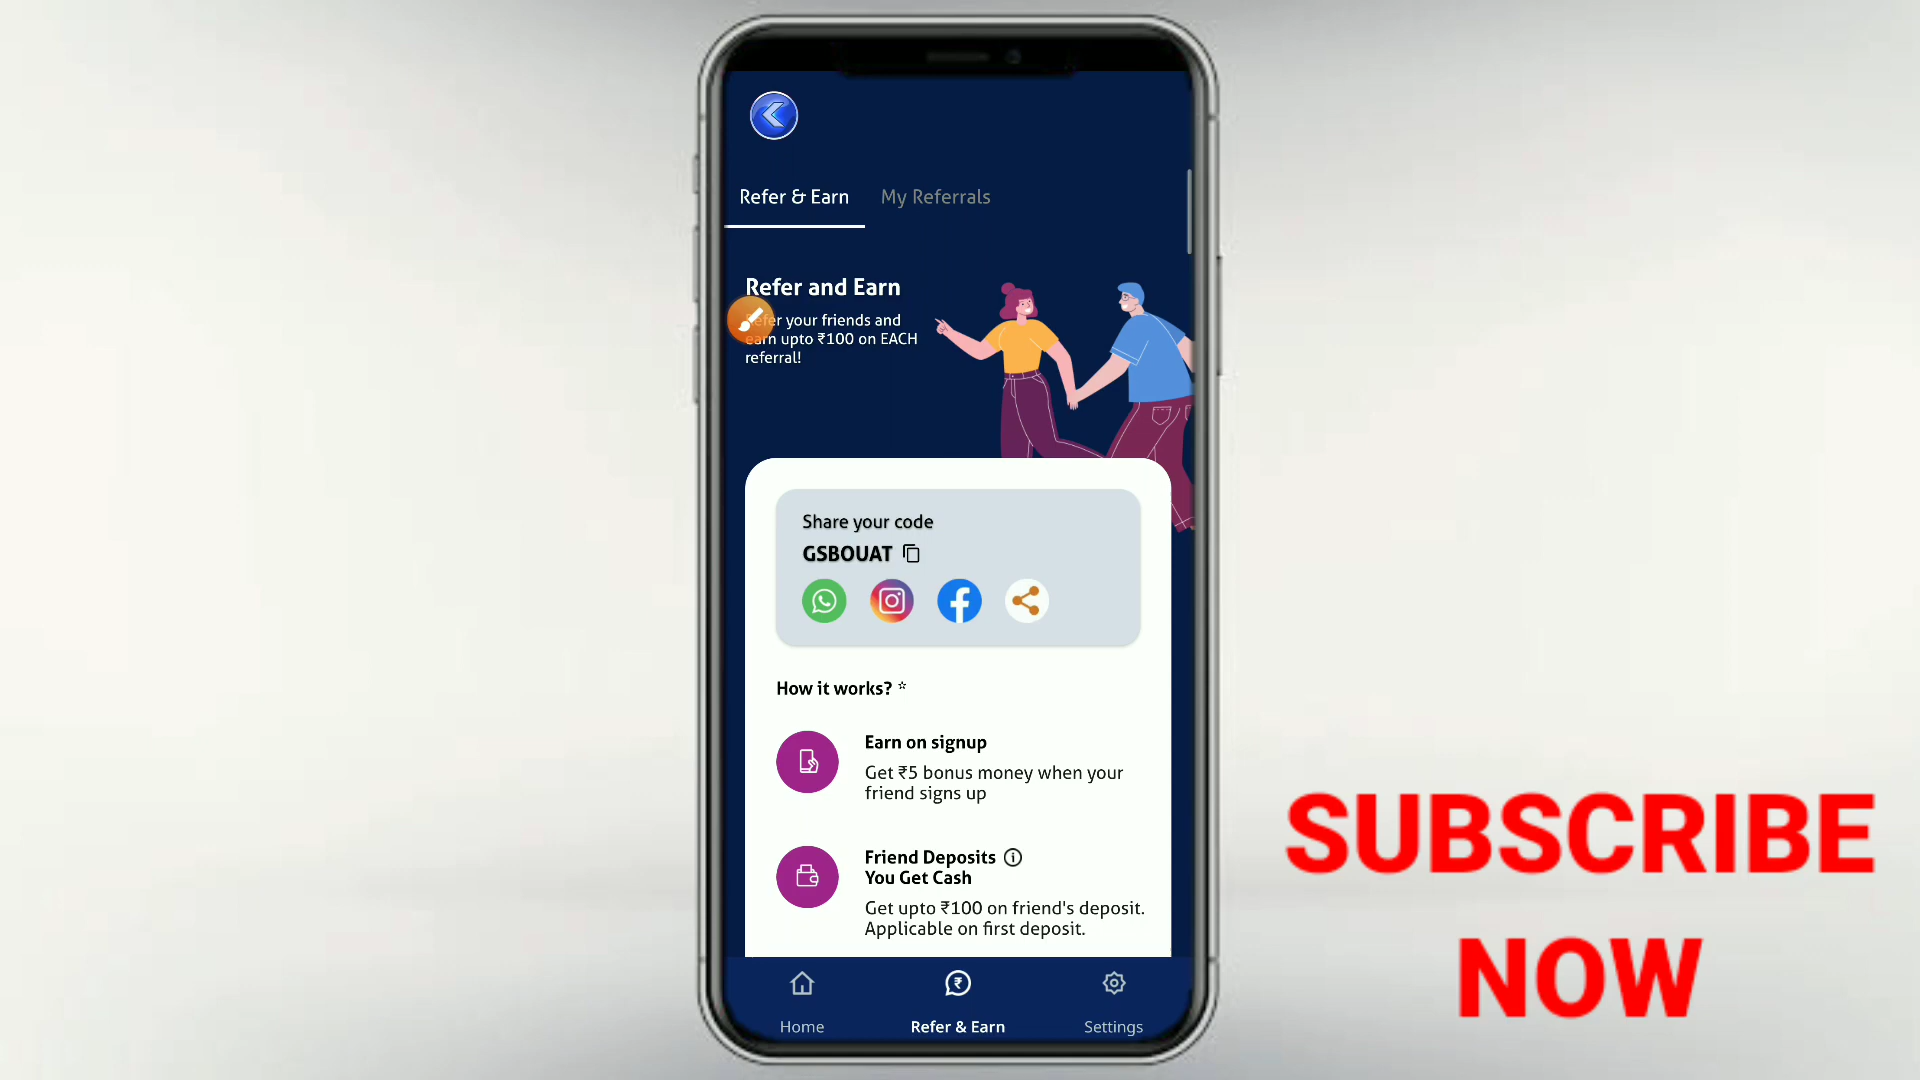 Refer & Earn
My Referrals
Refer and Earn
Refer your friends and
earn upto ₹100 on EACH
referral!
Share your code
GSBOUAT
How it works? *
Earn on signup
Get ₹5 bonus money when your
friend signs up
Friend Deposits
You Get Cash
Get upto ₹100 on friend's deposit.
Applicable on first deposit.
Home
Refer & Earn
Settings
SUBSCRIBE
NOW